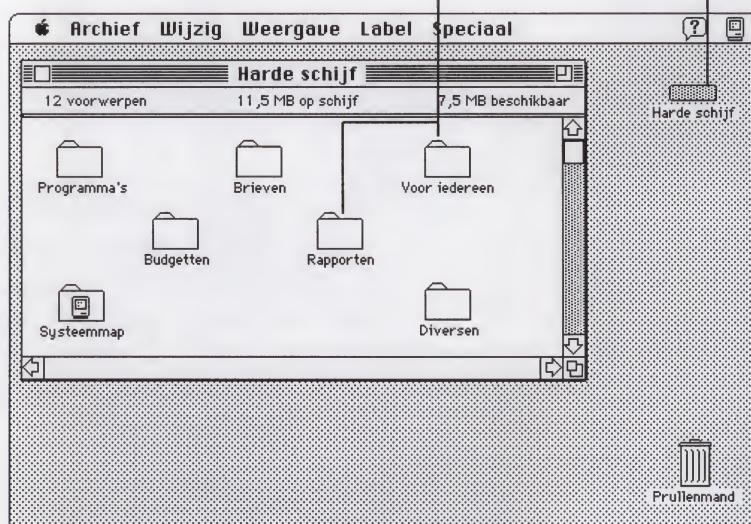 Archief Wijzig Weergave Label Speciaal
Harde schijf
12 voorwerpen 11,5 MB op schijf 7,5 MB beschikbaar
Harde schijf
Programma's Brieven Voor iedereen
Budgetten Rapporten
Systeemmap Diversen
Prullenmand